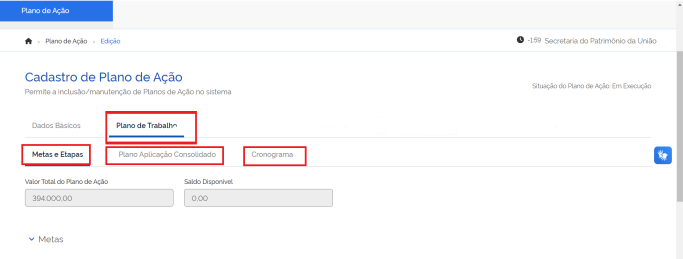 Plano de Ação
Plano de Ação > Edição
-1:59 Secretaria do Patrimônio da União
Cadastro de Plano de Ação
Permite a inclusão/manutenção de Planos de Ação no sistema
Situação do Plano de Ação: Em Execução
Dados Básicos Plano de Trabalho
Metas e Etapas Plano Aplicação Consolidado Cronograma
Valor Total do Plano de Ação Saldo Disponível
394.000,00 0,00
Metas